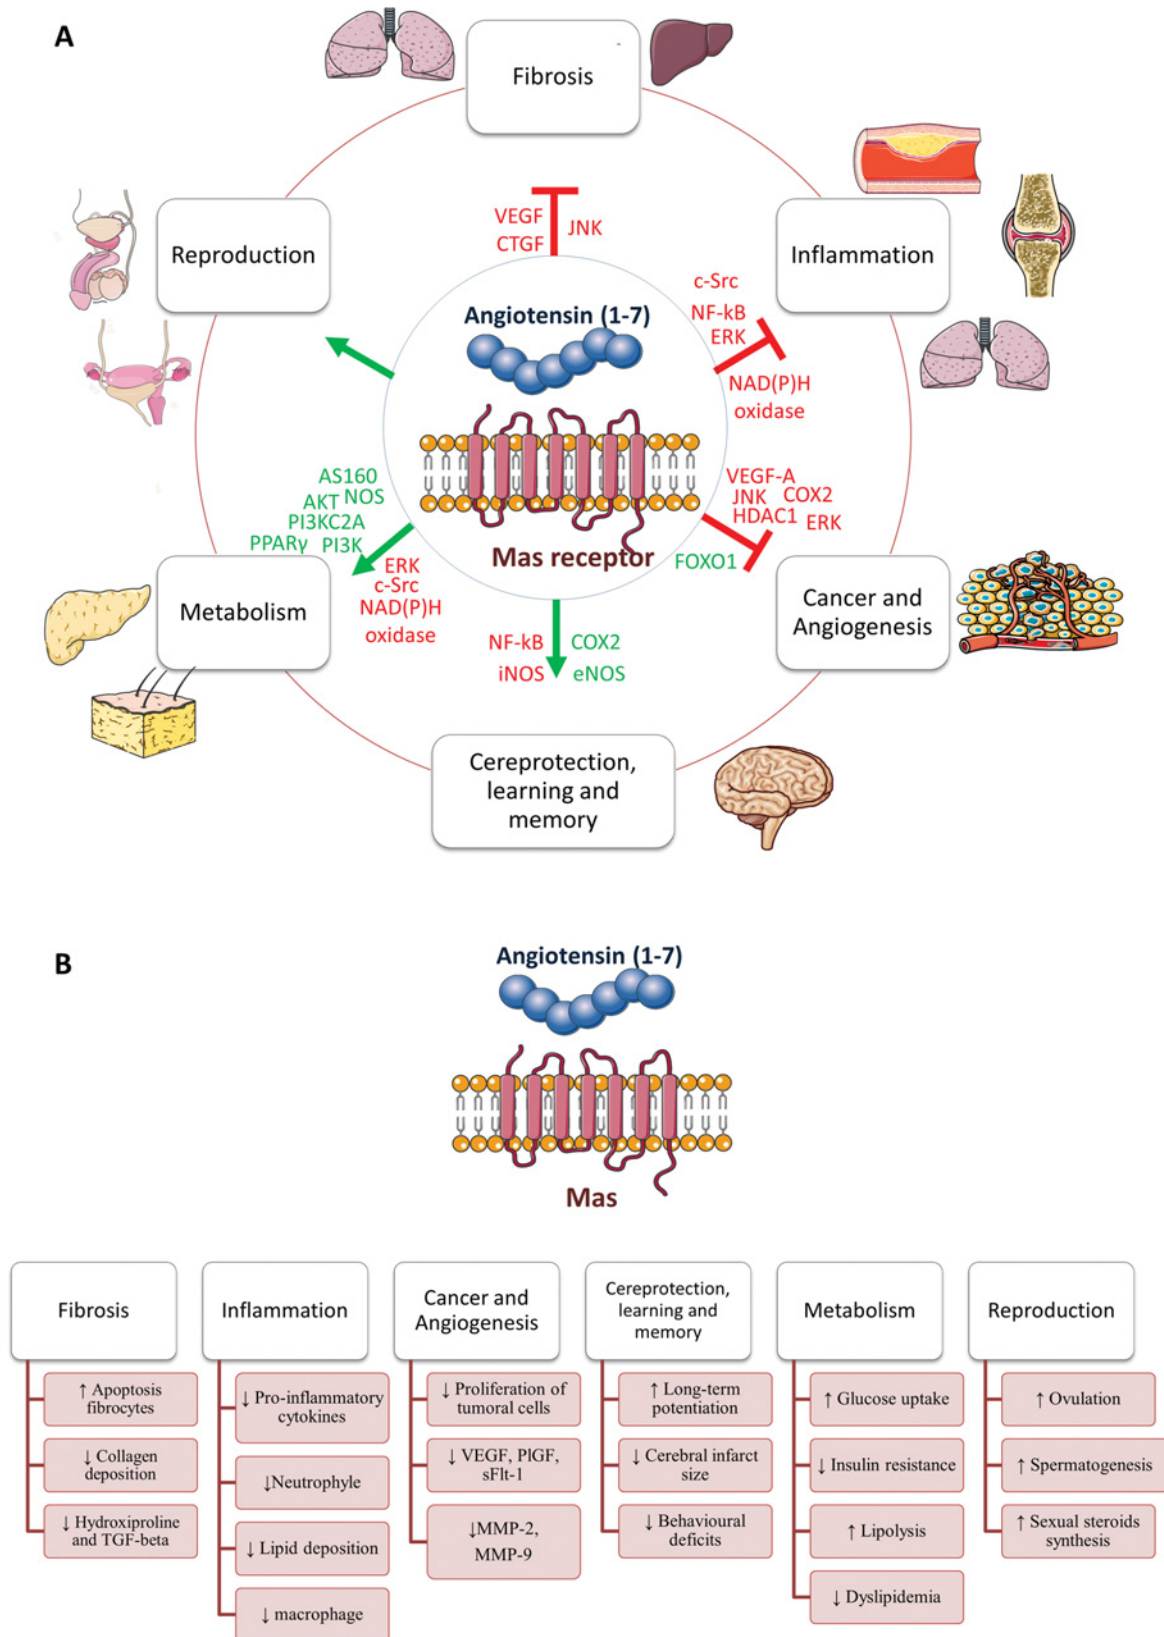 A
Fibrosis
Reproduction
Inflammation
VEGF
CTGF
JNK
c-Src
NF-kB
ERK
NAD(P)H
oxidase
Angiotensin (1-7)
Mas receptor
AS160
AKT NOS
PI3KC2A
PPARγ PI3K
ERK
c-Src
NAD(P)H
oxidase
VEGF-A
JNK COX2
HDAC1 ERK
FOXO1
Metabolism
NF-kB COX2
iNOS eNOS
Cancer and
Angiogenesis
Cereprotection,
learning and
memory
B
Angiotensin (1-7)
Mas
Fibrosis
↑ Apoptosis
fibrocytes
↓ Collagen
deposition
↓ Hydroxiproline
and TGF-beta
Inflammation
↓ Pro-inflammatory
cytokines
↓Neutrophyle
↓ Lipid deposition
↓ macrophage
Cancer and
Angiogenesis
↓ Proliferation of
tumoral cells
↓ VEGF, PlGF,
sFlt-1
↓MMP-2,
MMP-9
Cereprotection,
learning and
memory
↑ Long-term
potentiation
↓ Cerebral infarct
size
↓ Behavioural
deficits
Metabolism
↑ Glucose uptake
↓ Insulin resistance
↑ Lipolysis
↓ Dyslipidemia
Reproduction
↑ Ovulation
↑ Spermatogenesis
↑ Sexual steroids
synthesis